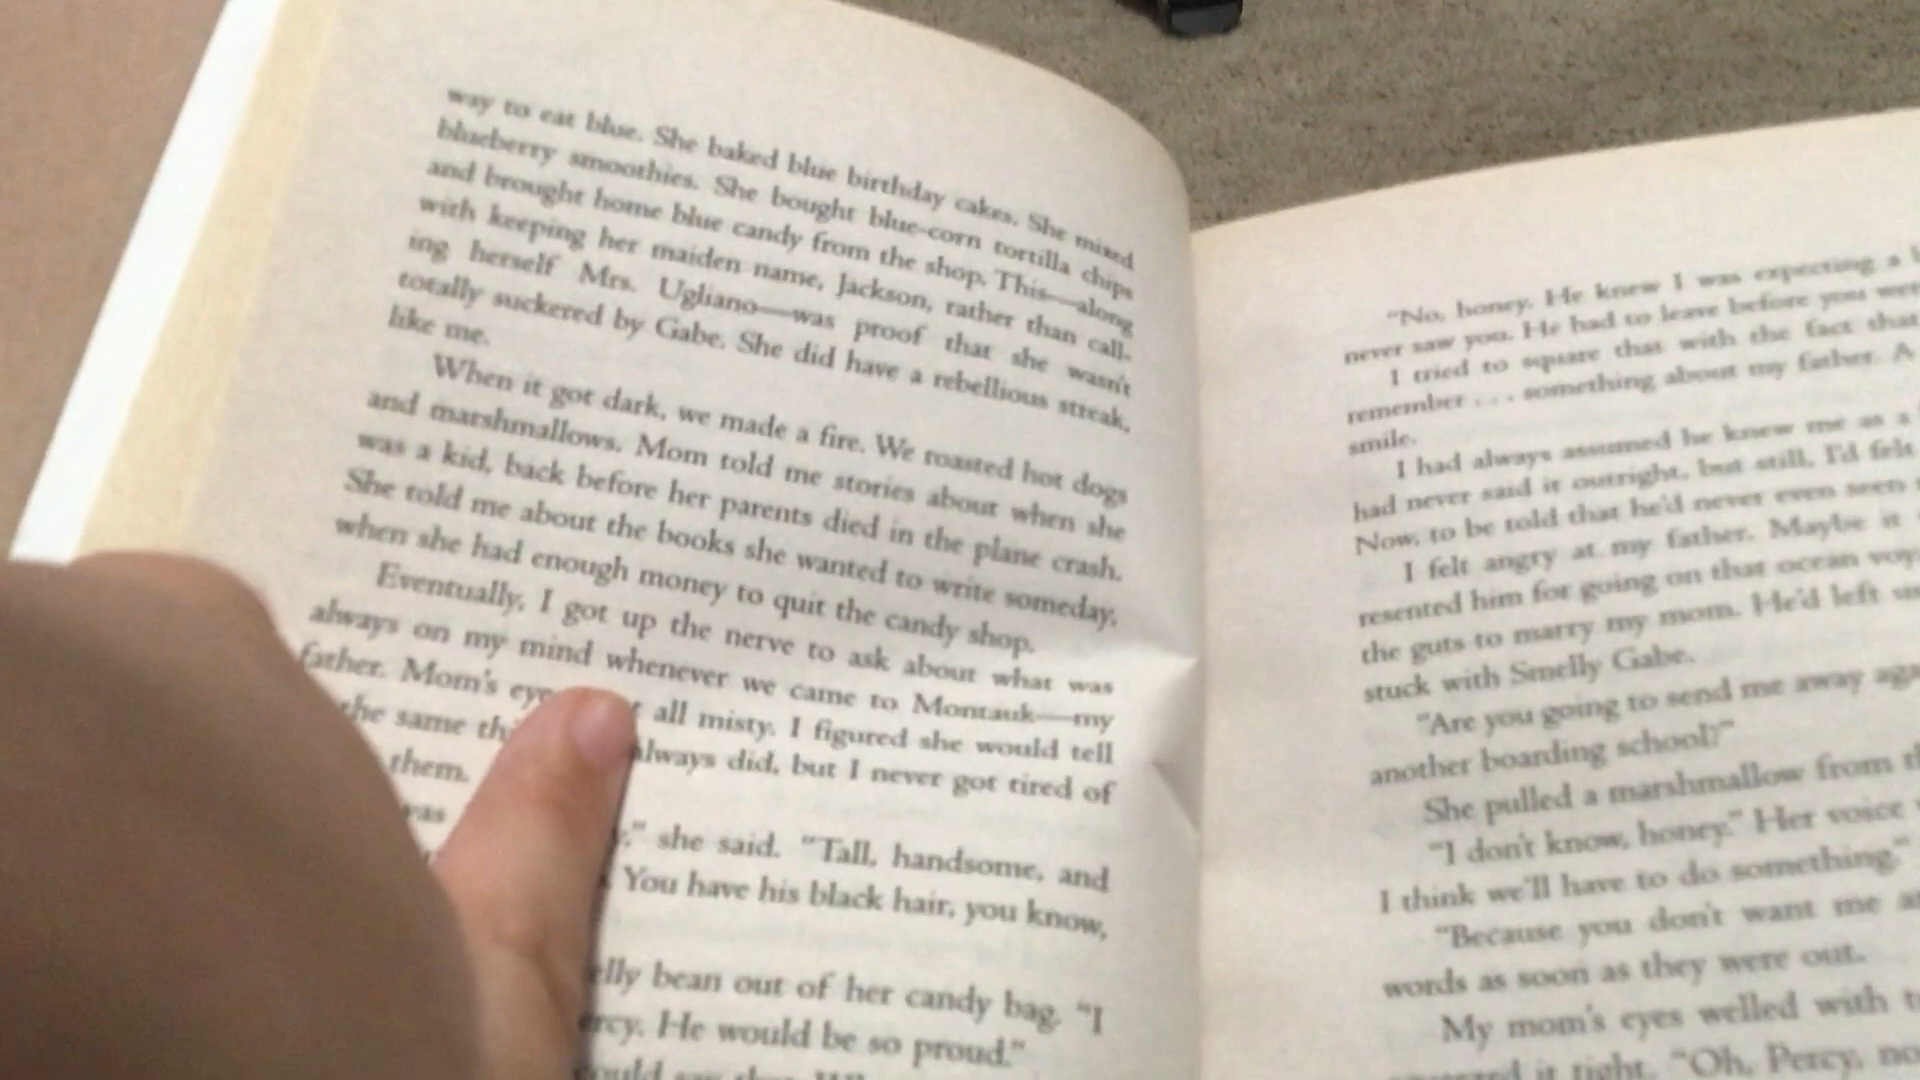 way to eat blue. She baked blue birthday cakes. She mixed
blueberry smoothies. She bought blue-corn tortilla chips
and brought home blue candy from the shop. This—along
with keeping her maiden name, Jackson, rather than call-
ing herself Mrs. Ugliano—was proof that she wasn't
totally suckered by Gabe. She did have a rebellious streak,
like me.
When it got dark, we made a fire. We roasted hot dogs
and marshmallows. Mom told me stories about when she
was a kid, back before her parents died in the plane crash.
She told me about the books she wanted to write someday,
when she had enough money to quit the candy shop.
Eventually, I got up the nerve to ask about what was
always on my mind whenever we came to Montauk—my
father. Mom's all misty. I figured she would tell
the same always did, but I never got tired of
them.
she said. "Tall, handsome, and
You have his black hair, you know,
bean out of her candy bag. "I
He would be so proud."
"No, honey. He knew I was expecting a
never saw you. He had to leave before you
I tried to square that with the fact that
remember . . . something about my father. A
smile.
I had always assumed he knew me as a
had never said it outright, but still, I'd felt
Now, to be told that he'd never even seen
I felt angry at my father. Maybe it
resented him for going on that ocean
the guts to marry my mom. He'd left
stuck with Smelly Gabe.
"Are you going to send me away
another boarding school?"
She pulled a marshmallow from
"I don't know, honey." Her voice
I think we'll have to do something."
"Because you don't want me
words as soon as they were out.
My mom's eyes welled with
it tight. "Oh, Percy, no